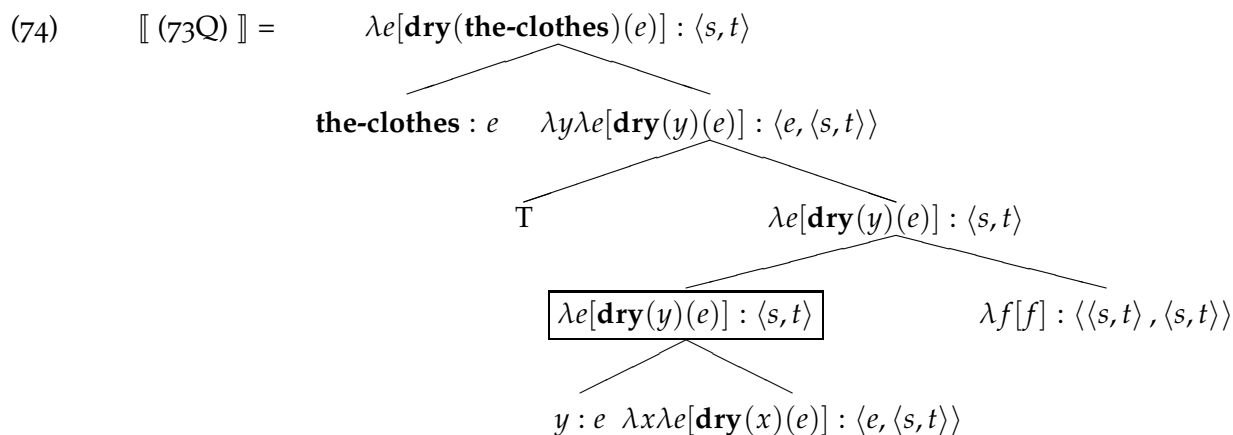 (74) ⟦ (73Q) ⟧ = λe[dry(the-clothes)(e)] : ⟨s, t⟩
the-clothes : e λyλe[dry(y)(e)] : ⟨e, ⟨s, t⟩⟩
T λe[dry(y)(e)] : ⟨s, t⟩
λe[dry(y)(e)] : ⟨s, t⟩ λf[f] : ⟨⟨s, t⟩ , ⟨s, t⟩⟩
y : e λxλe[dry(x)(e)] : ⟨e, ⟨s, t⟩⟩